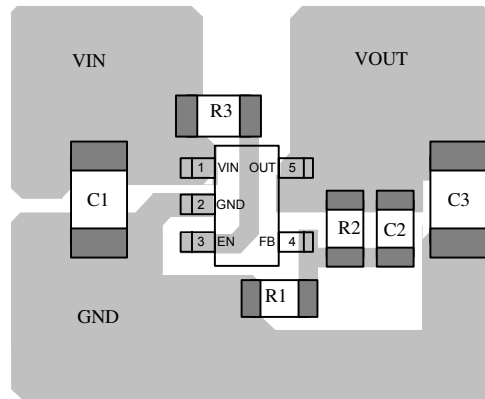 VIN
VOUT
R3
1 VIN OUT 5
C1
2 GND
R2
C2
C3
3 EN FB 4
R1
GND